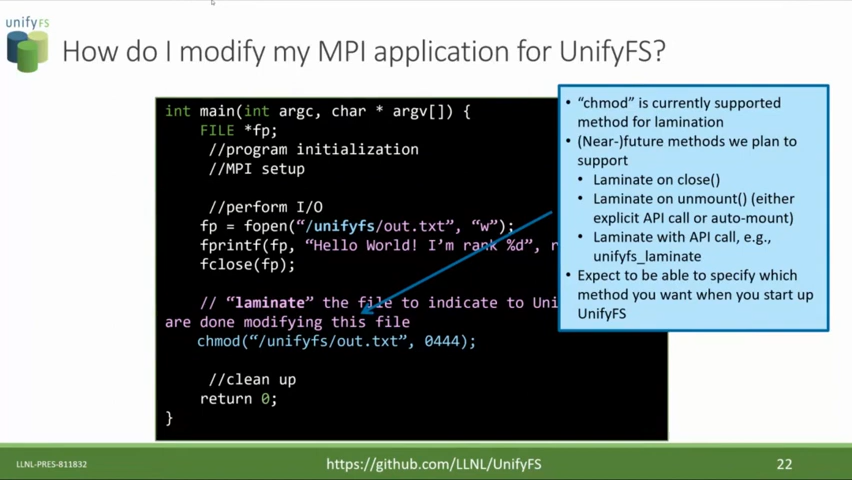 unifyFS
How do I modify my MPI application for UnifyFS?
int main(int argc, char * argv[]) {
FILE *fp;
//program initialization
//MPI setup
//perform I/O
fp = fopen(“/unifyfs/out.txt”, “w”);
fprintf(fp, “Hello World! I’m rank %d”, r
fclose(fp);
// “laminate” the file to indicate to Uni
are done modifying this file
chmod(“/unifyfs/out.txt”, 0444);
//clean up
return 0;
}
• “chmod” is currently supported
method for lamination
• (Near-)future methods we plan to
support
• Laminate on close()
• Laminate on unmount() (either
explicit API call or auto-mount)
• Laminate with API call, e.g.,
unifyfs_laminate
• Expect to be able to specify which
method you want when you start up
UnifyFS
LLNL-PRES-811832
https://github.com/LLNL/UnifyFS
22